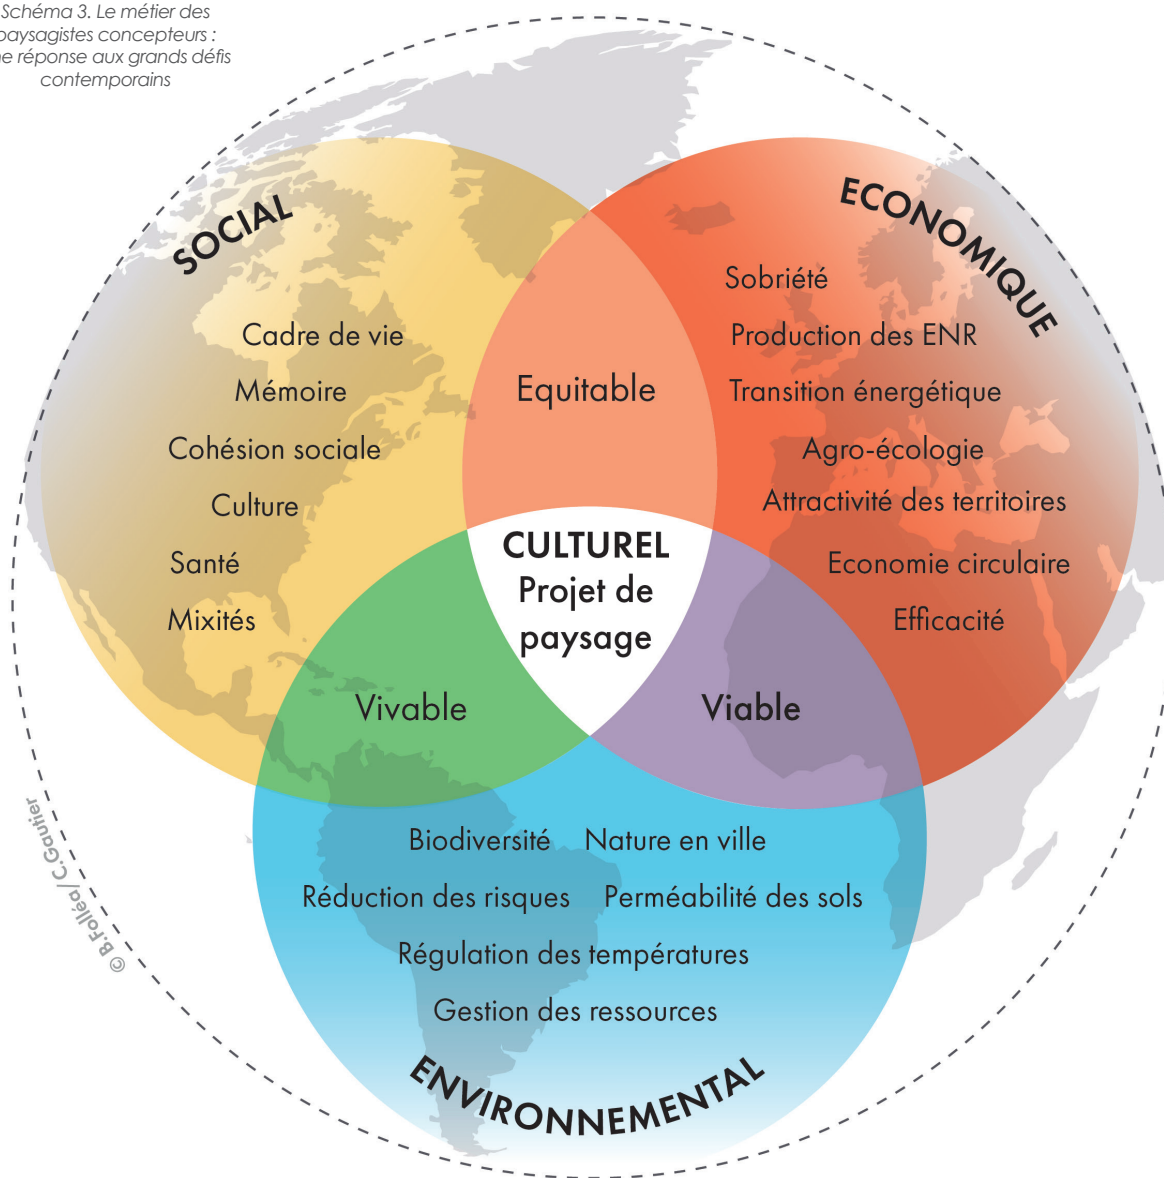 Schéma 3. Le métier des
paysagistes concepteurs :
ne réponse aux grands défis
contemporains
SOCIAL
Cadre de vie
Mémoire
Cohésion sociale
Culture
Santé
Mixités
Equitable
ECONOMIQUE
Sobriété
Production des ENR
Transition énergétique
Agro-écologie
Attractivité des territoires
Economie circulaire
Efficacité
CULTUREL
Projet de
paysage
Vivable
Viable
Biodiversité Nature en ville
Réduction des risques Perméabilité des sols
Régulation des températures
Gestion des ressources
ENVIRONNEMENTAL
© B.Folléa/C.Gautier